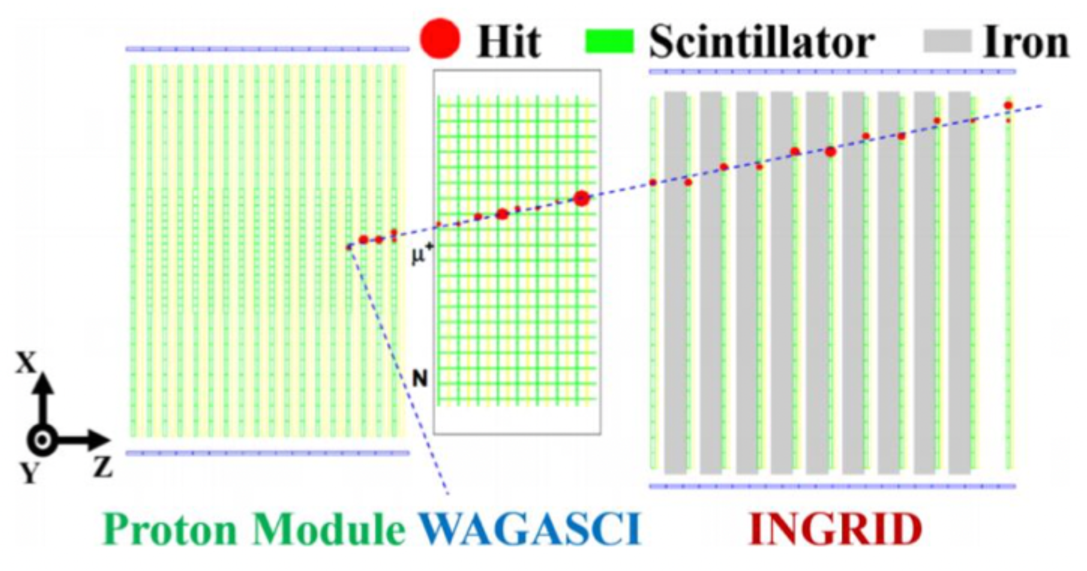 Hit Scintillator Iron
μ+
N
X
Y
Z
Proton Module WAGASCI INGRID